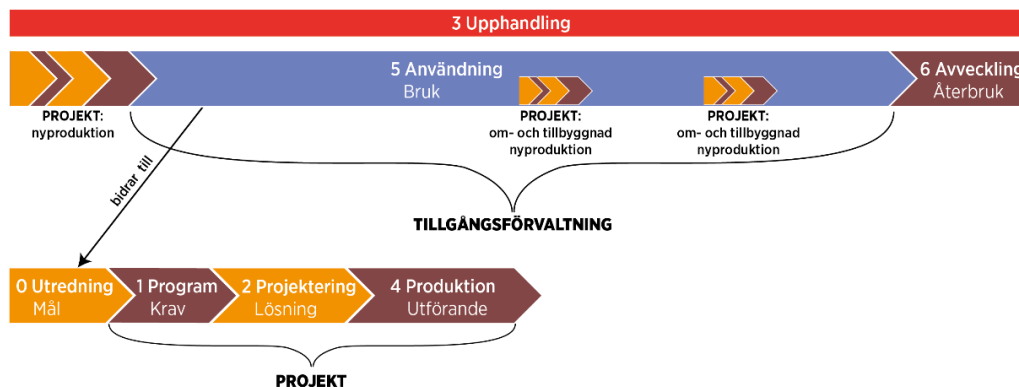 3 Upphandling
5 Användning
Bruk
6 Avveckling
Återbruk
PROJEKT:
nyproduktion
PROJEKT:
om- och tillbyggnad
nyproduktion
PROJEKT:
om- och tillbyggnad
nyproduktion
bidrar till
TILLGÅNGSFÖRVALTNING
0 Utredning
Mål
1 Program
Krav
2 Projektering
Lösning
4 Produktion
Utförande
PROJEKT